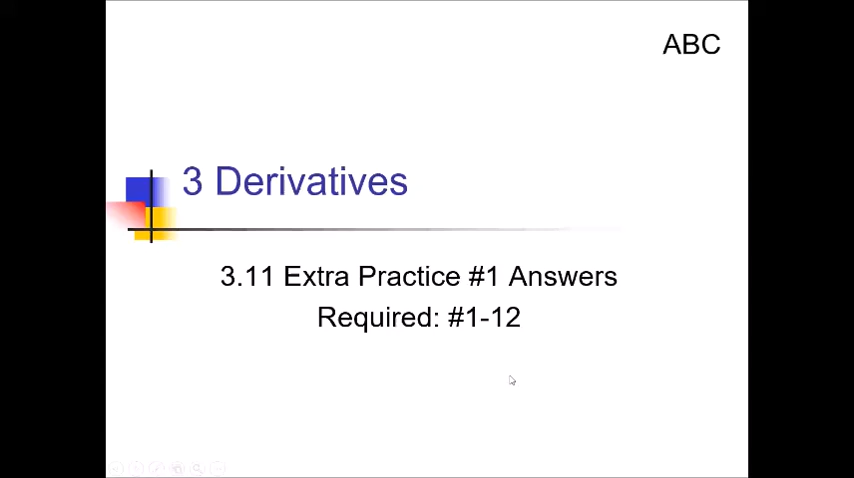 ABC
3 Derivatives
3.11 Extra Practice #1 Answers
Required: #1-12